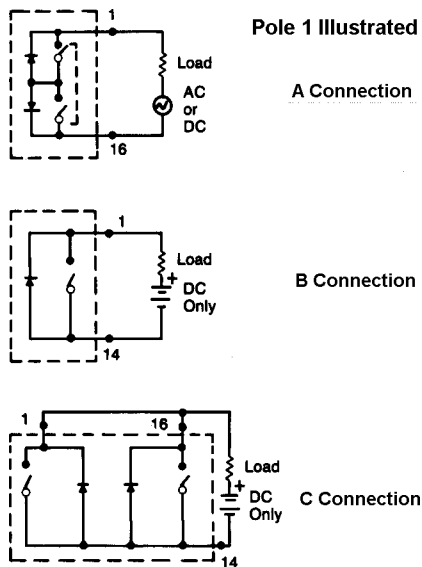 1
Pole 1 Illustrated
Load
AC
or
DC
A Connection
16
1
Load
+
DC
Only
B Connection
14
1
16
Load
+
DC
Only
C Connection
14